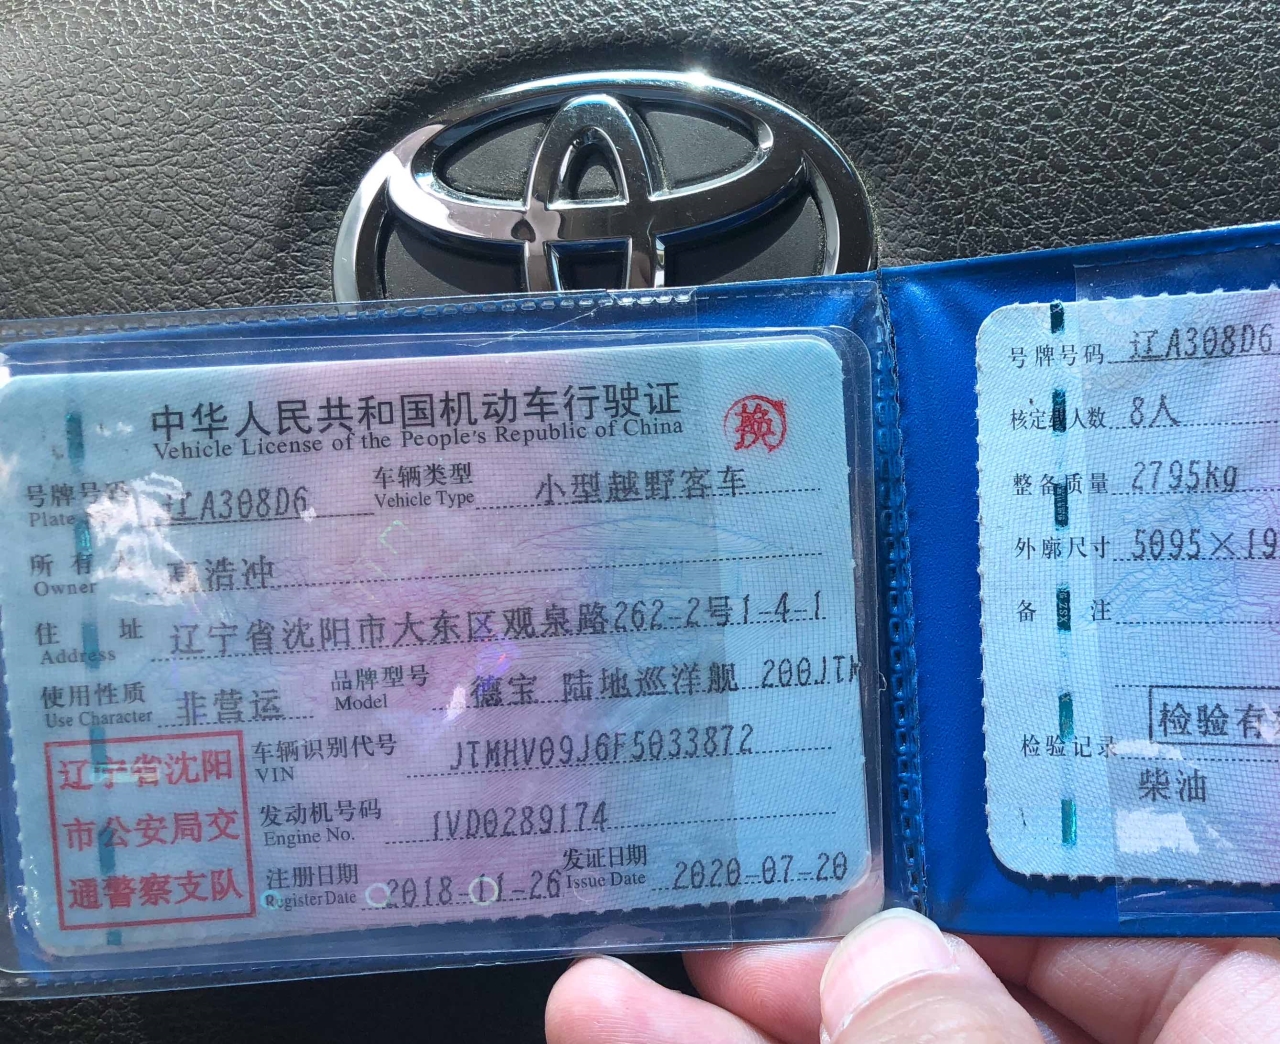 中华人民共和国机动车行驶证
Vehicle License of the People's Republic of China
换
号牌号码 辽A308D6 车辆类型 小型越野客车
Plate Vehicle Type
所有 浩冲
Owner
住址 辽宁省沈阳市大东区观泉路262-2号1-4-1
Address
使用性质 非营运 品牌型号 德宝 陆地巡洋舰 200JTM
Use Character Model
车辆识别代号 JTMHV09J6F5033872
VIN
发动机号码 1VD0289174
Engine No.
注册日期 2018-11-26 发证日期 2020-07-20
Register Date Issue Date
辽宁省沈阳
市公安局交
通警察支队
号牌号码 辽A308D6
核定载人数 8人
整备质量 2795kg
外廓尺寸 5095×19
备注
检验有
检验记录
柴油